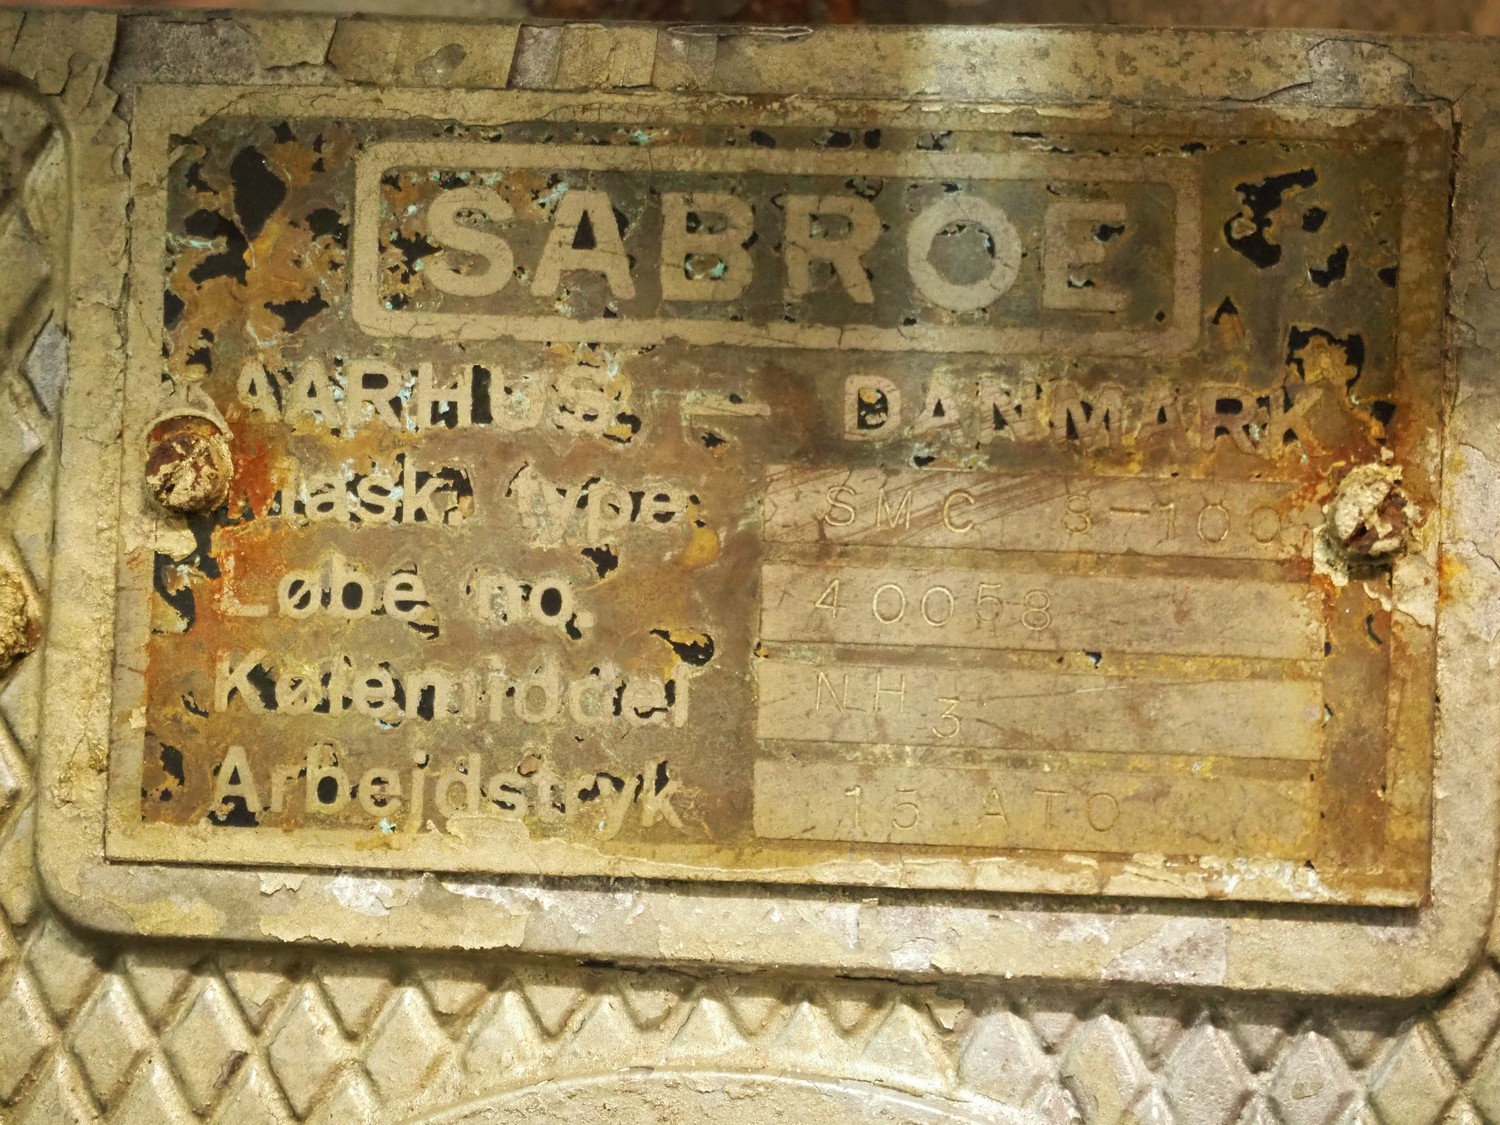 SABROE
AARHUS - DANMARK
Mask. type SMC 8-100
Løbe no. 40058
Kølemiddel NH3
Arbejdstryk 15 ATO